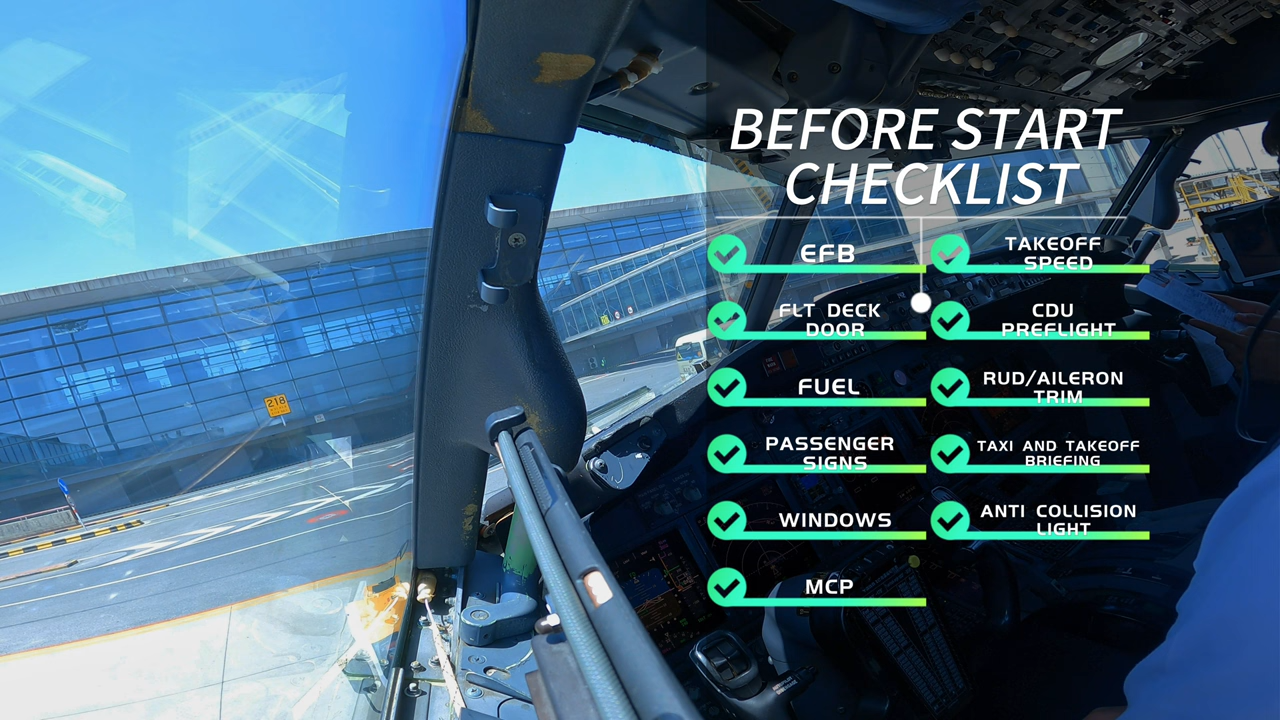 BEFORE START
CHECKLIST
EFB
FLT DECK
DOOR
FUEL
PASSENGER
SIGNS
WINDOWS
MCP
TAKEOFF
SPEED
CDU
PREFLIGHT
RUD/AILERON
TRIM
TAXI AND TAKEOFF
BRIEFING
ANTI COLLISION
LIGHT
218